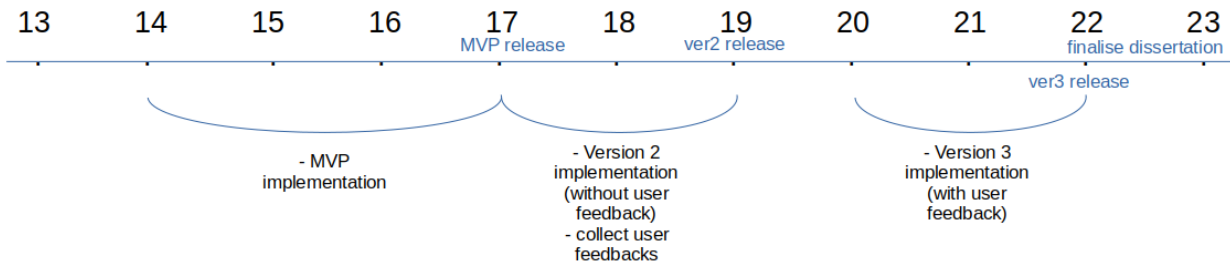 13 14 15 16 17 18 19 20 21 22 23
MVP release
ver2 release
finalise dissertation
ver3 release
- MVP
implementation
- Version 2
implementation
(without user
feedback)
- collect user
feedbacks
- Version 3
implementation
(with user
feedback)